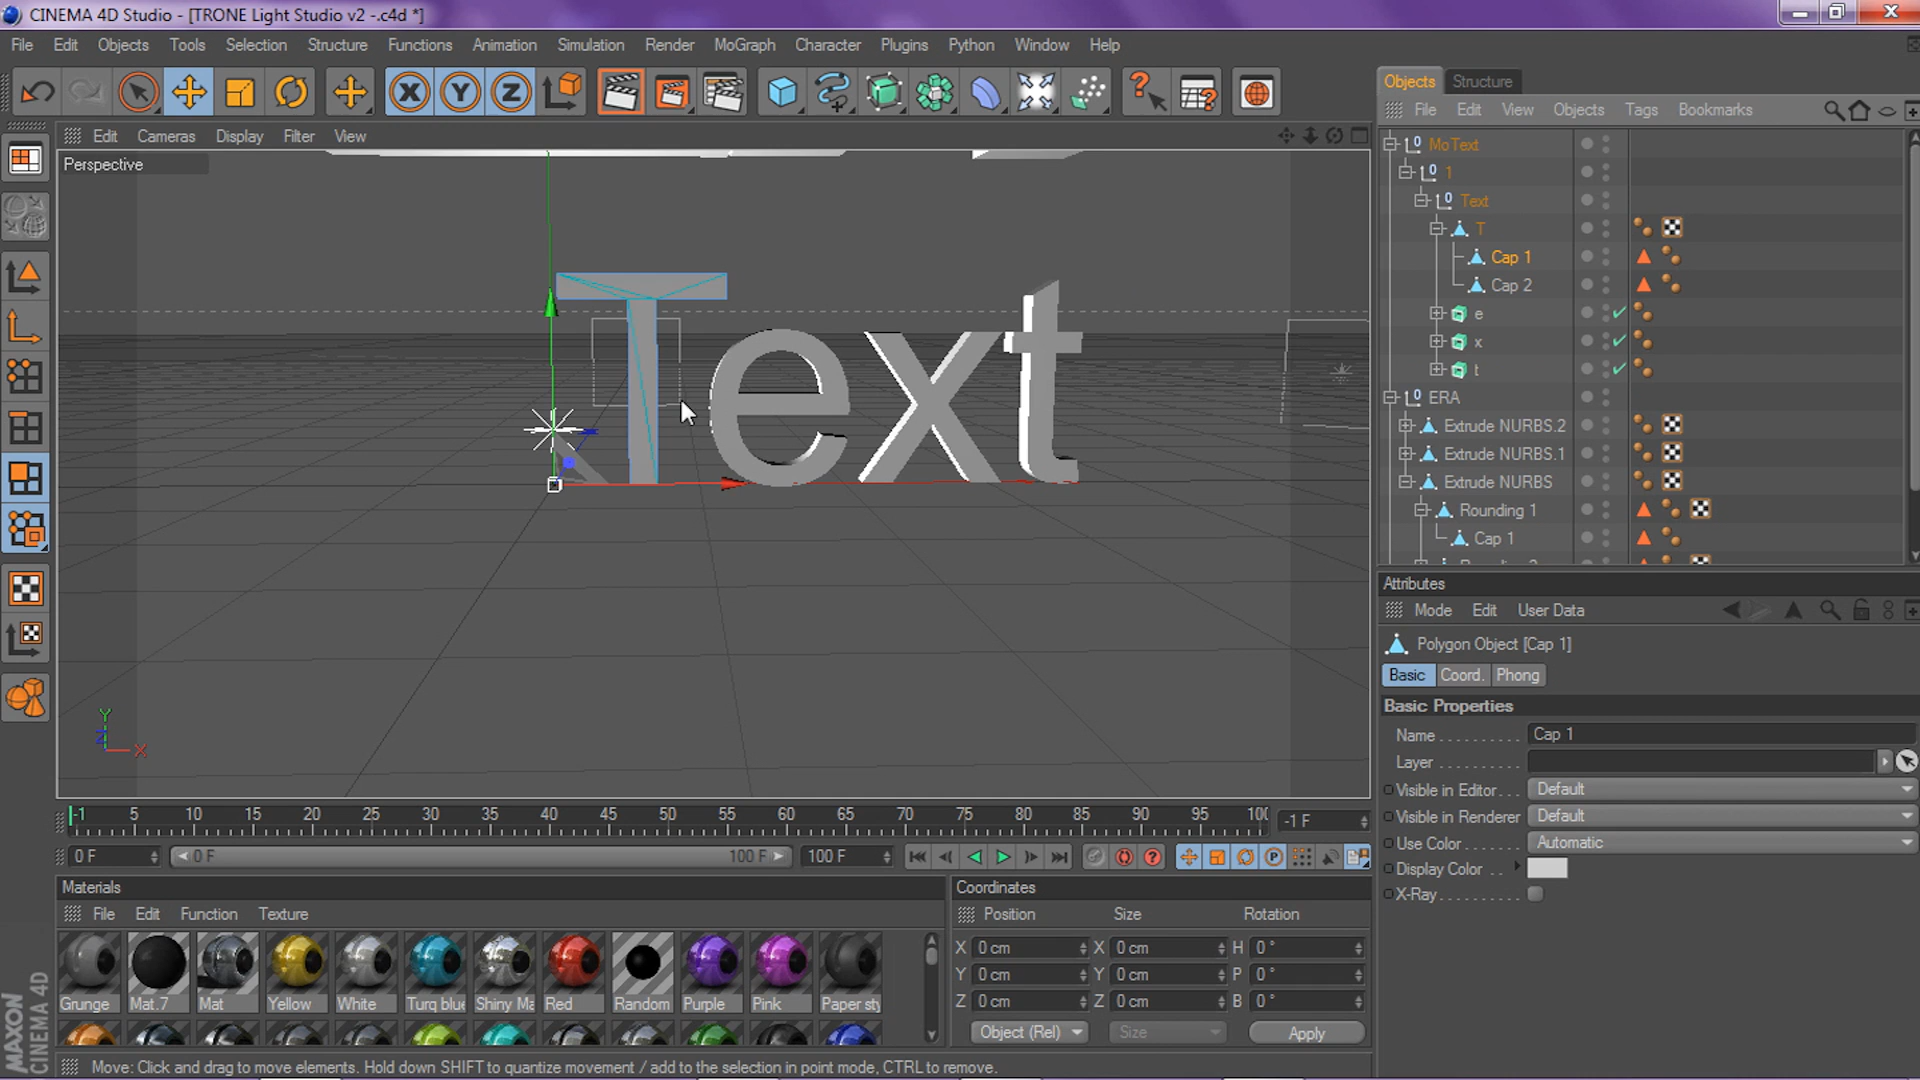 CINEMA 4D Studio - [TRONE Light Studio v2 -.c4d *]
File Edit Objects Tools Selection Structure Functions Animation Simulation Render MoGraph Character Plugins Python Window Help
X Y Z
Objects Structure
File Edit View Objects Tags Bookmarks
Edit Cameras Display Filter View
Perspective
MoText
1
Text
T
Cap 1
Cap 2
e
x
t
ERA
Extrude NURBS.2
Extrude NURBS.1
Extrude NURBS
Rounding 1
Cap 1
Text
Y
Z
X
Attributes
Mode Edit User Data
Polygon Object [Cap 1]
Basic Coord. Phong
Basic Properties
Name Cap 1
Layer
Visible in Editor Default
Visible in Renderer Default
Use Color Automatic
Display Color
X-Ray
-1 5 10 15 20 25 30 35 40 45 50 55 60 65 70 75 80 85 90 95 -1 F
0 F 0 F 100 F 100 F
Materials
File Edit Function Texture
Grunge Mat.7 Mat Yellow White Turq blue Shiny Ma Red Random Purple Pink Paper sty
Coordinates
Position Size Rotation
X 0 cm X 0 cm H 0 °
Y 0 cm Y 0 cm P 0 °
Z 0 cm Z 0 cm B 0 °
Object (Rel) Size Apply
MAXON
CINEMA 4D
Move: Click and drag to move elements. Hold down SHIFT to quantize movement / add to the selection in point mode, CTRL to remove.